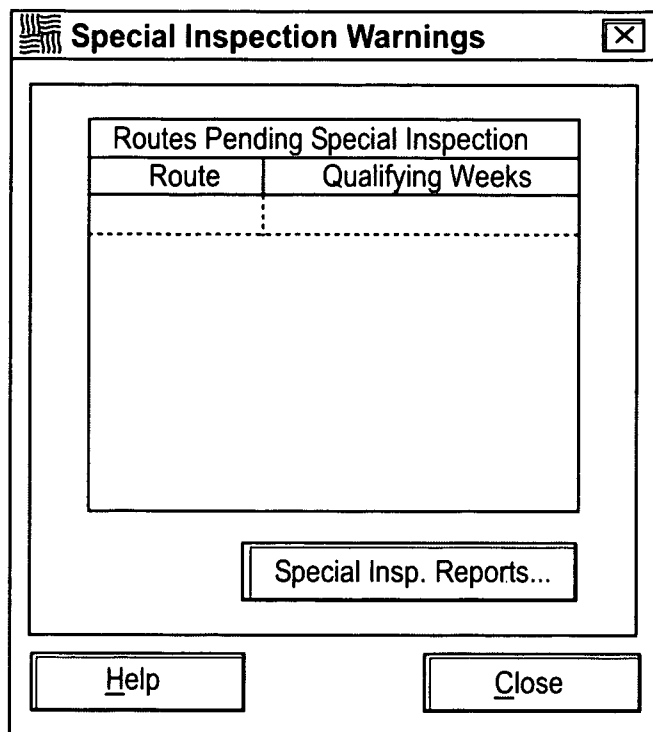 Special Inspection Warnings
Routes Pending Special Inspection
Route Qualifying Weeks
Special Insp. Reports...
Help Close